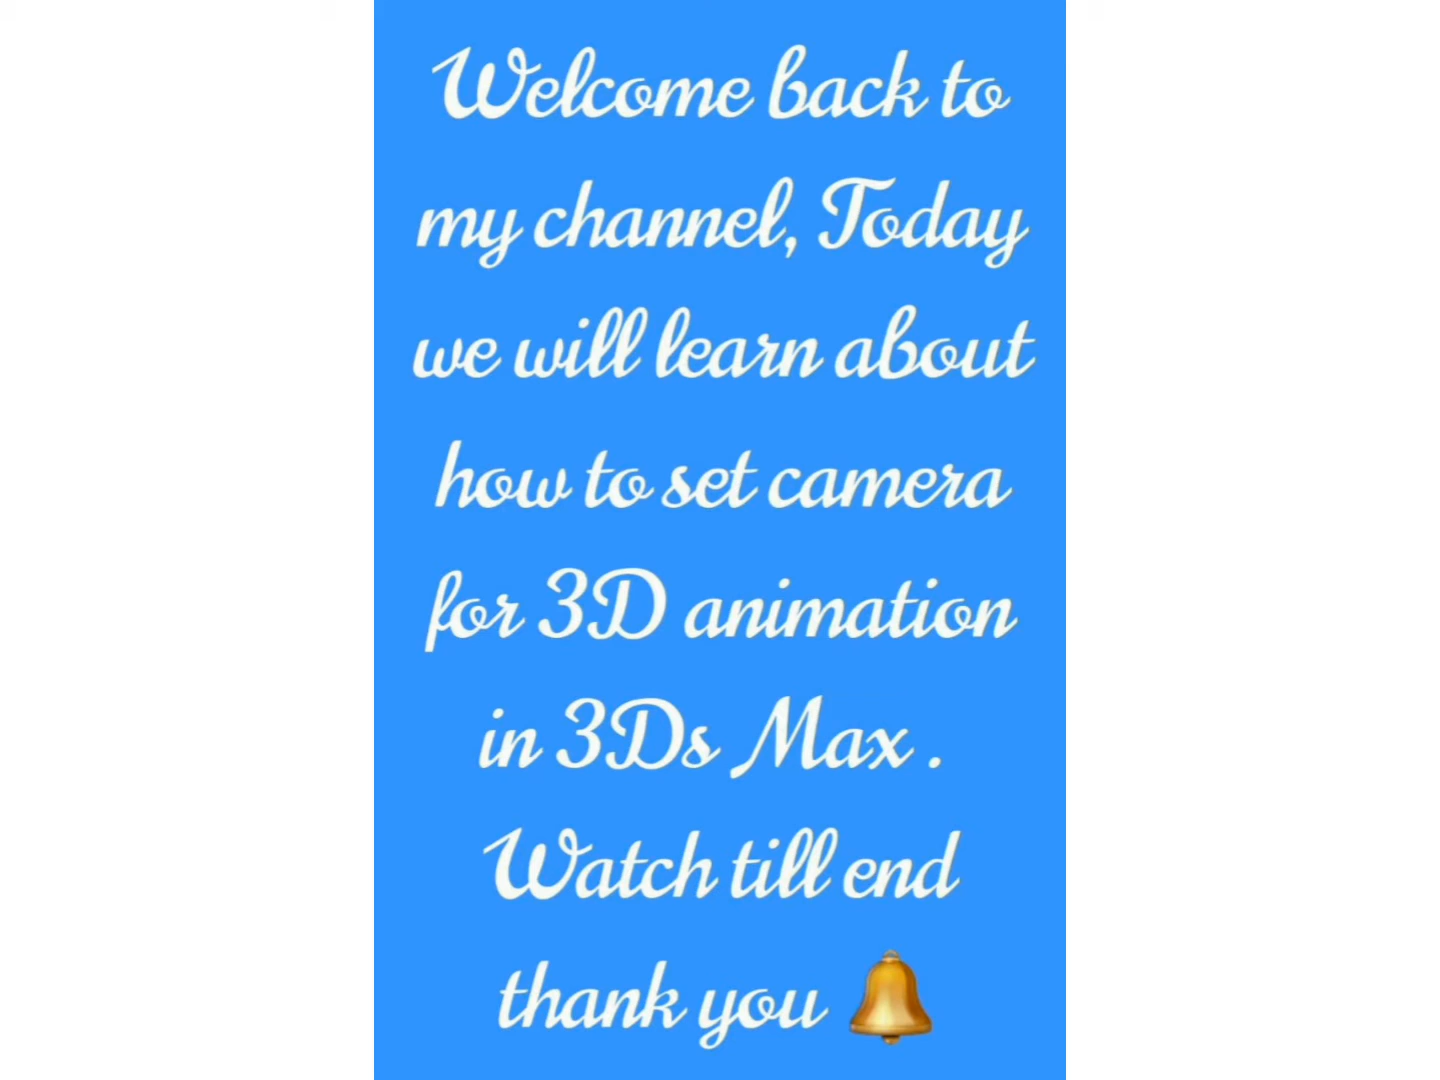 Welcome back to
my channel, Today
we will learn about
how to set camera
for 3D animation
in 3Ds Max .
Watch till end
thank you 🔔